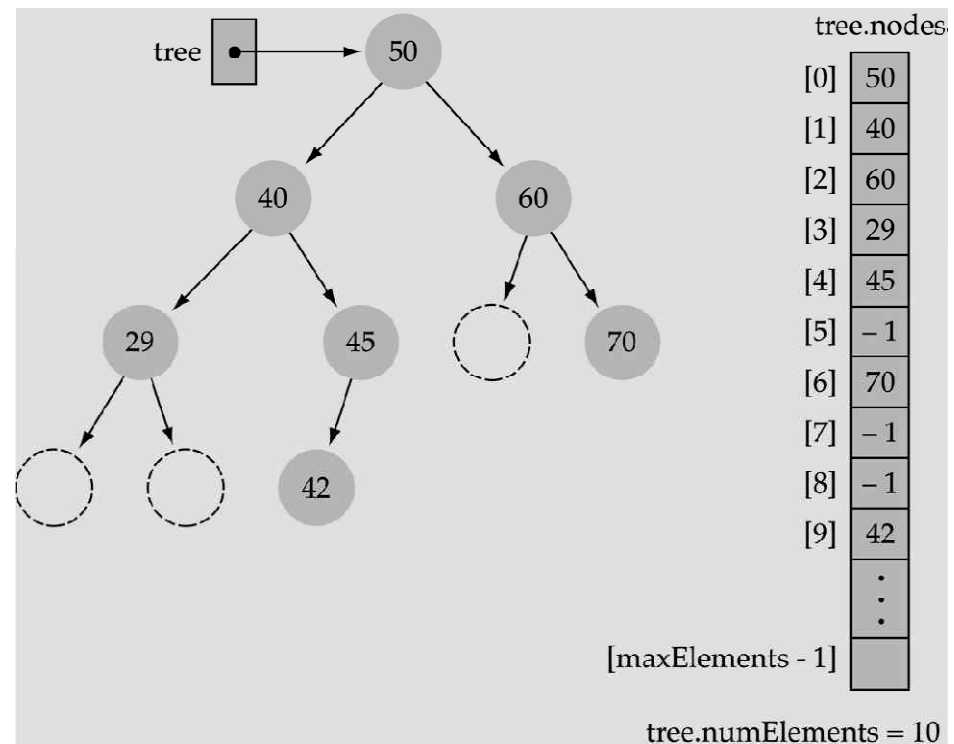 tree.nodes
tree
50
40
60
29
45
70
42
[0] 50
[1] 40
[2] 60
[3] 29
[4] 45
[5] – 1
[6] 70
[7] – 1
[8] – 1
[9] 42
[maxElements - 1]
tree.numElements = 10